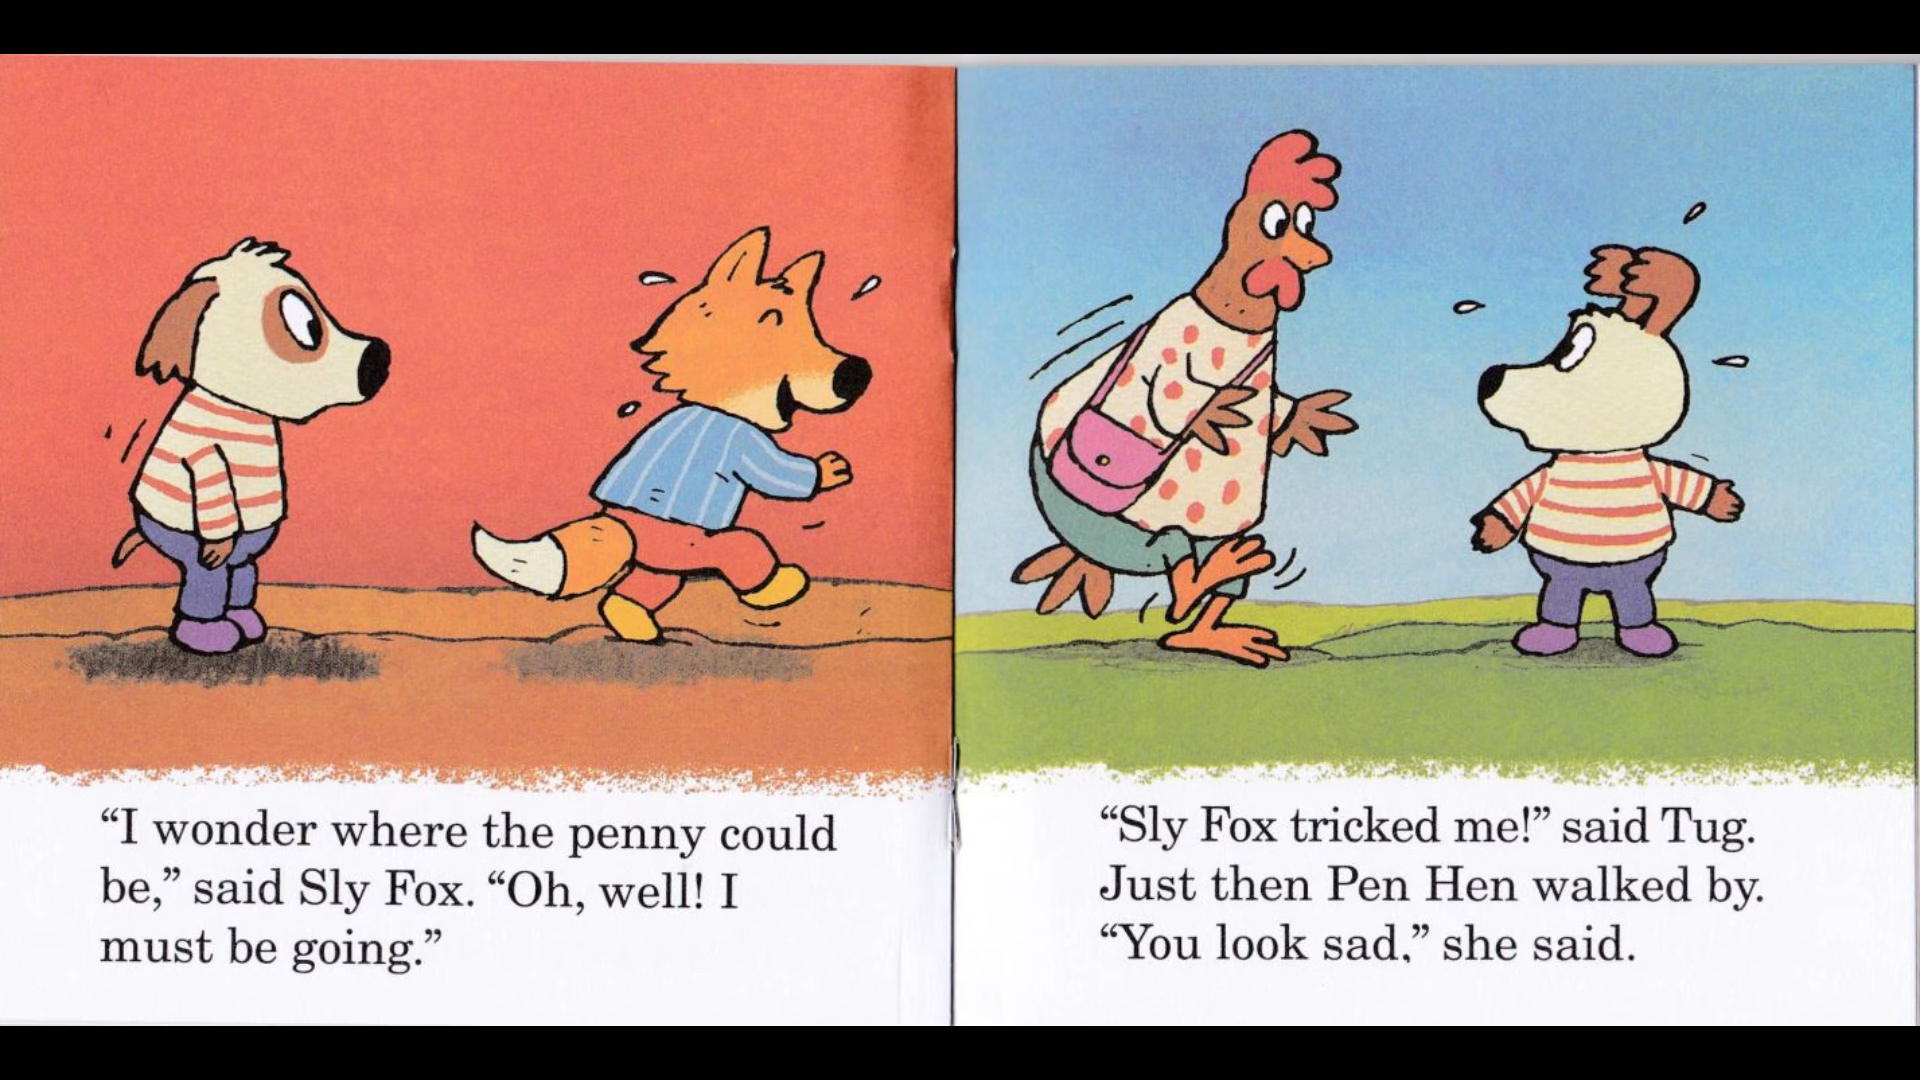 “I wonder where the penny could
be,” said Sly Fox. “Oh, well! I
must be going.”
“Sly Fox tricked me!” said Tug.
Just then Pen Hen walked by.
“You look sad,” she said.